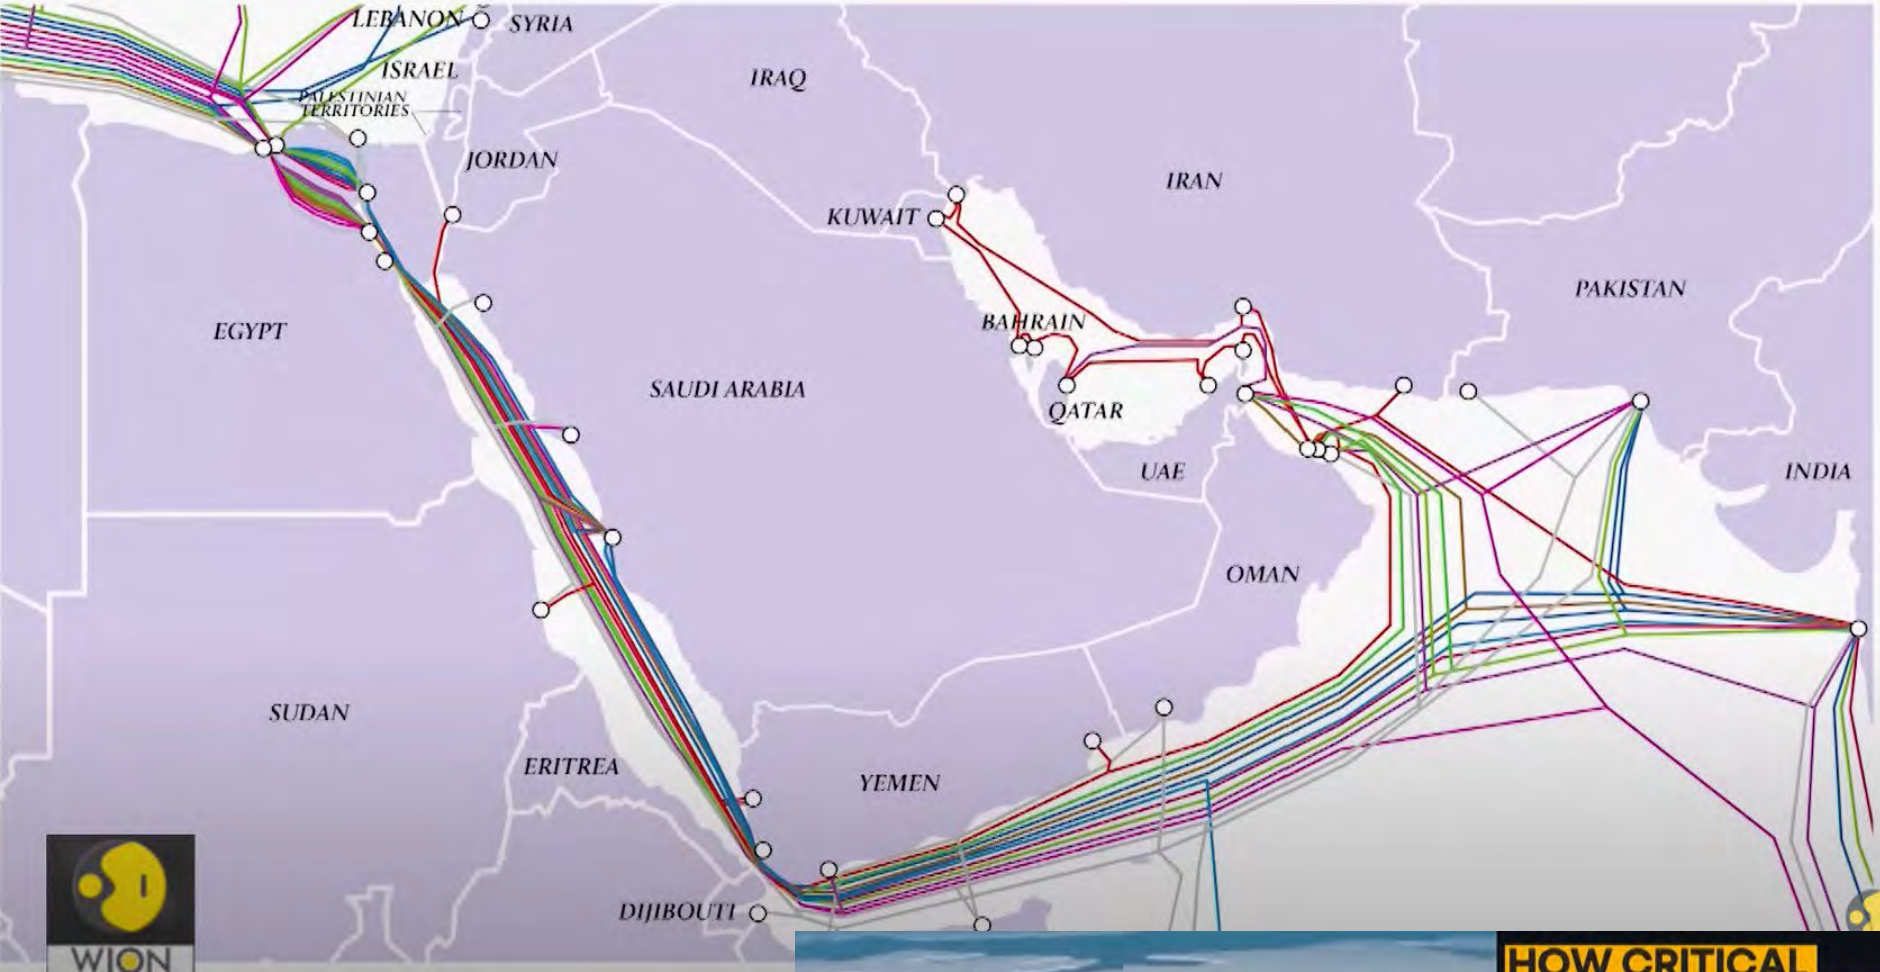 LEBANON
SYRIA
ISRAEL
PALESTINIAN
TERRITORIES
IRAQ
JORDAN
IRAN
KUWAIT
PAKISTAN
EGYPT
BAHRAIN
SAUDI ARABIA
QATAR
UAE
INDIA
OMAN
SUDAN
ERITREA
YEMEN
DIJIBOUTI
WION
HOW CRITICAL